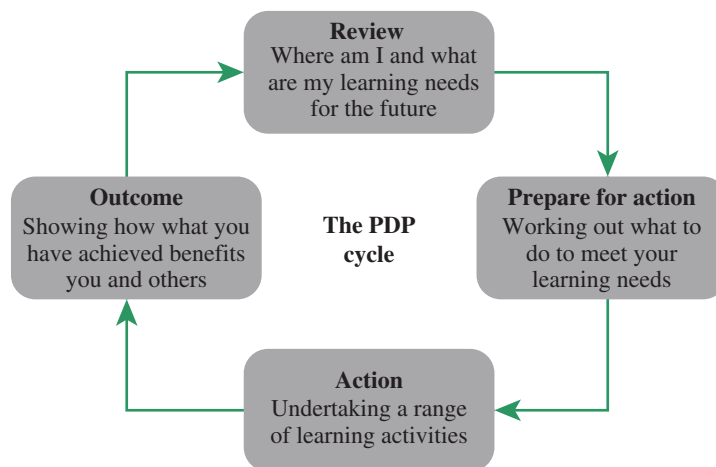 Review
Where am I and what
are my learning needs
for the future
Outcome
Showing how what you
have achieved benefits
you and others
The PDP
cycle
Prepare for action
Working out what to
do to meet your
learning needs
Action
Undertaking a range
of learning activities